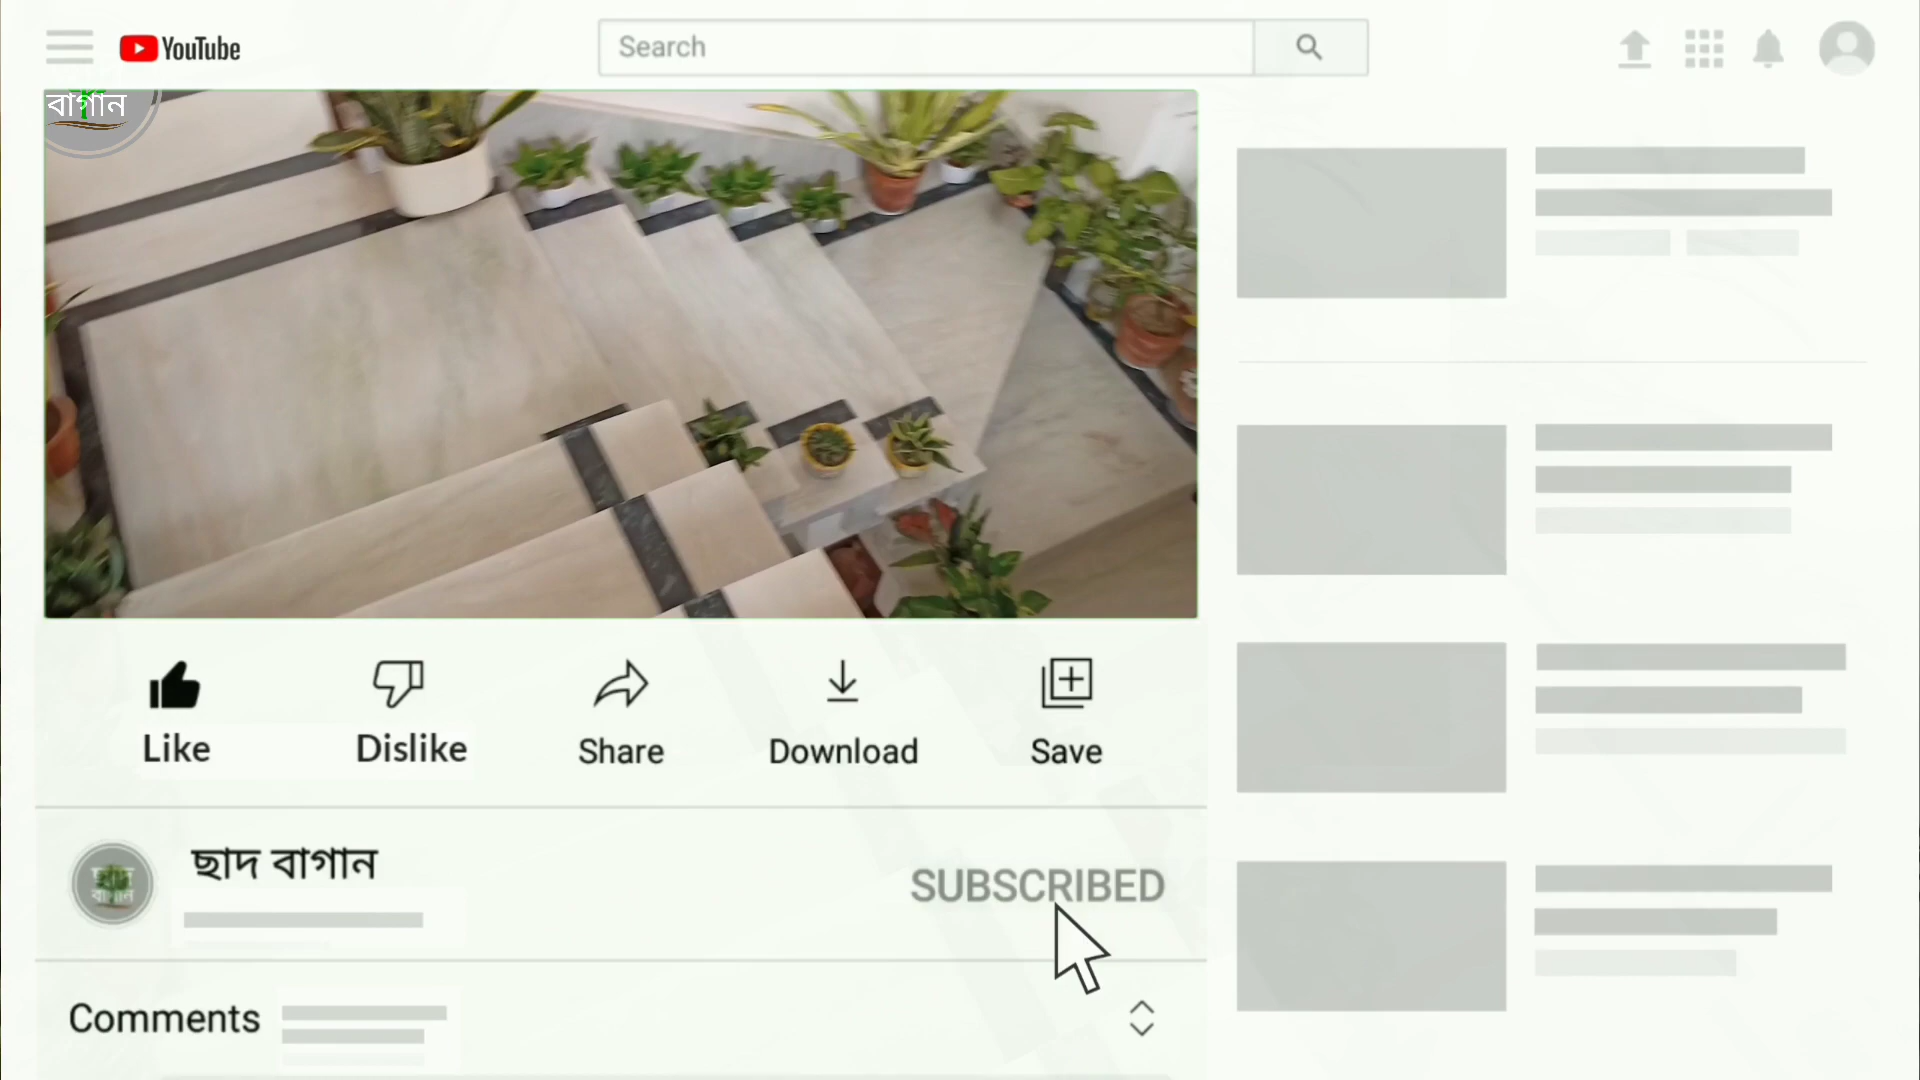 YouTube
Search
বাগান
Like
Dislike
Share
Download
Save
ছাদ বাগান
SUBSCRIBED
ছাদ
বাগান
Comments